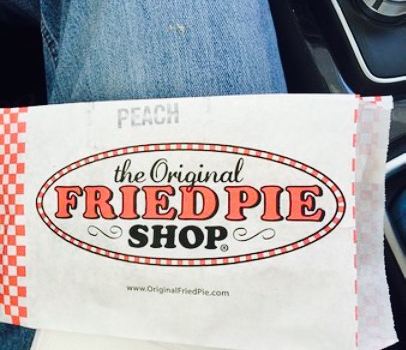 PEACH
the Original
FRIED PIE
SHOP®
www.OriginalFriedPie.com